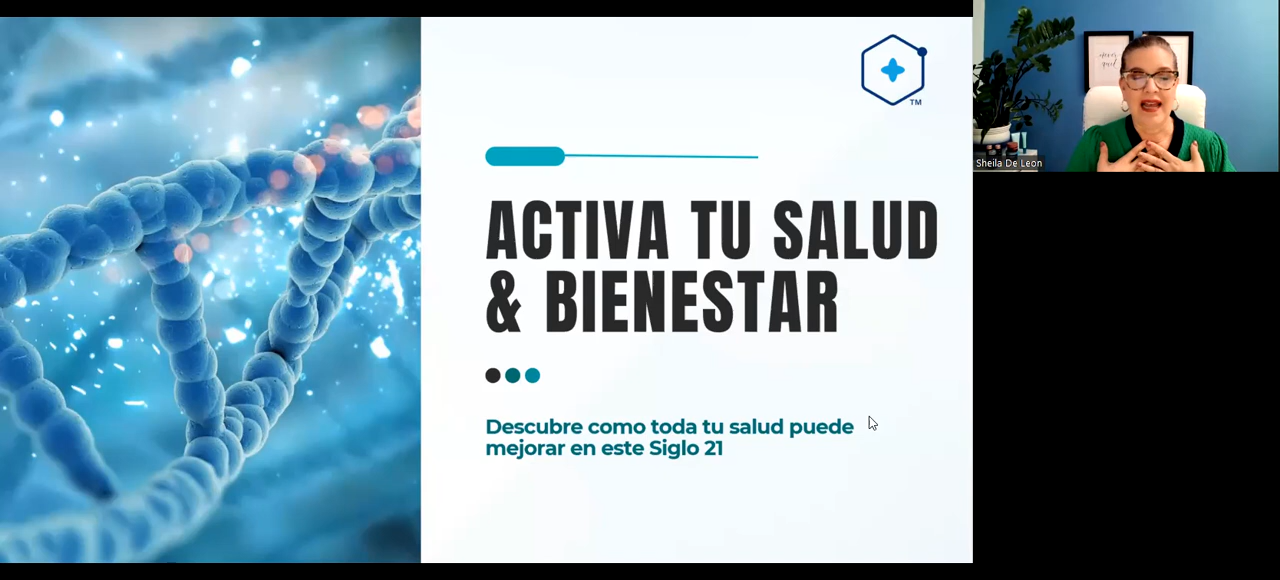 TM
ACTIVA TU SALUD
& BIENESTAR
Descubre como toda tu salud puede
mejorar en este Siglo 21
Sheila De Leon